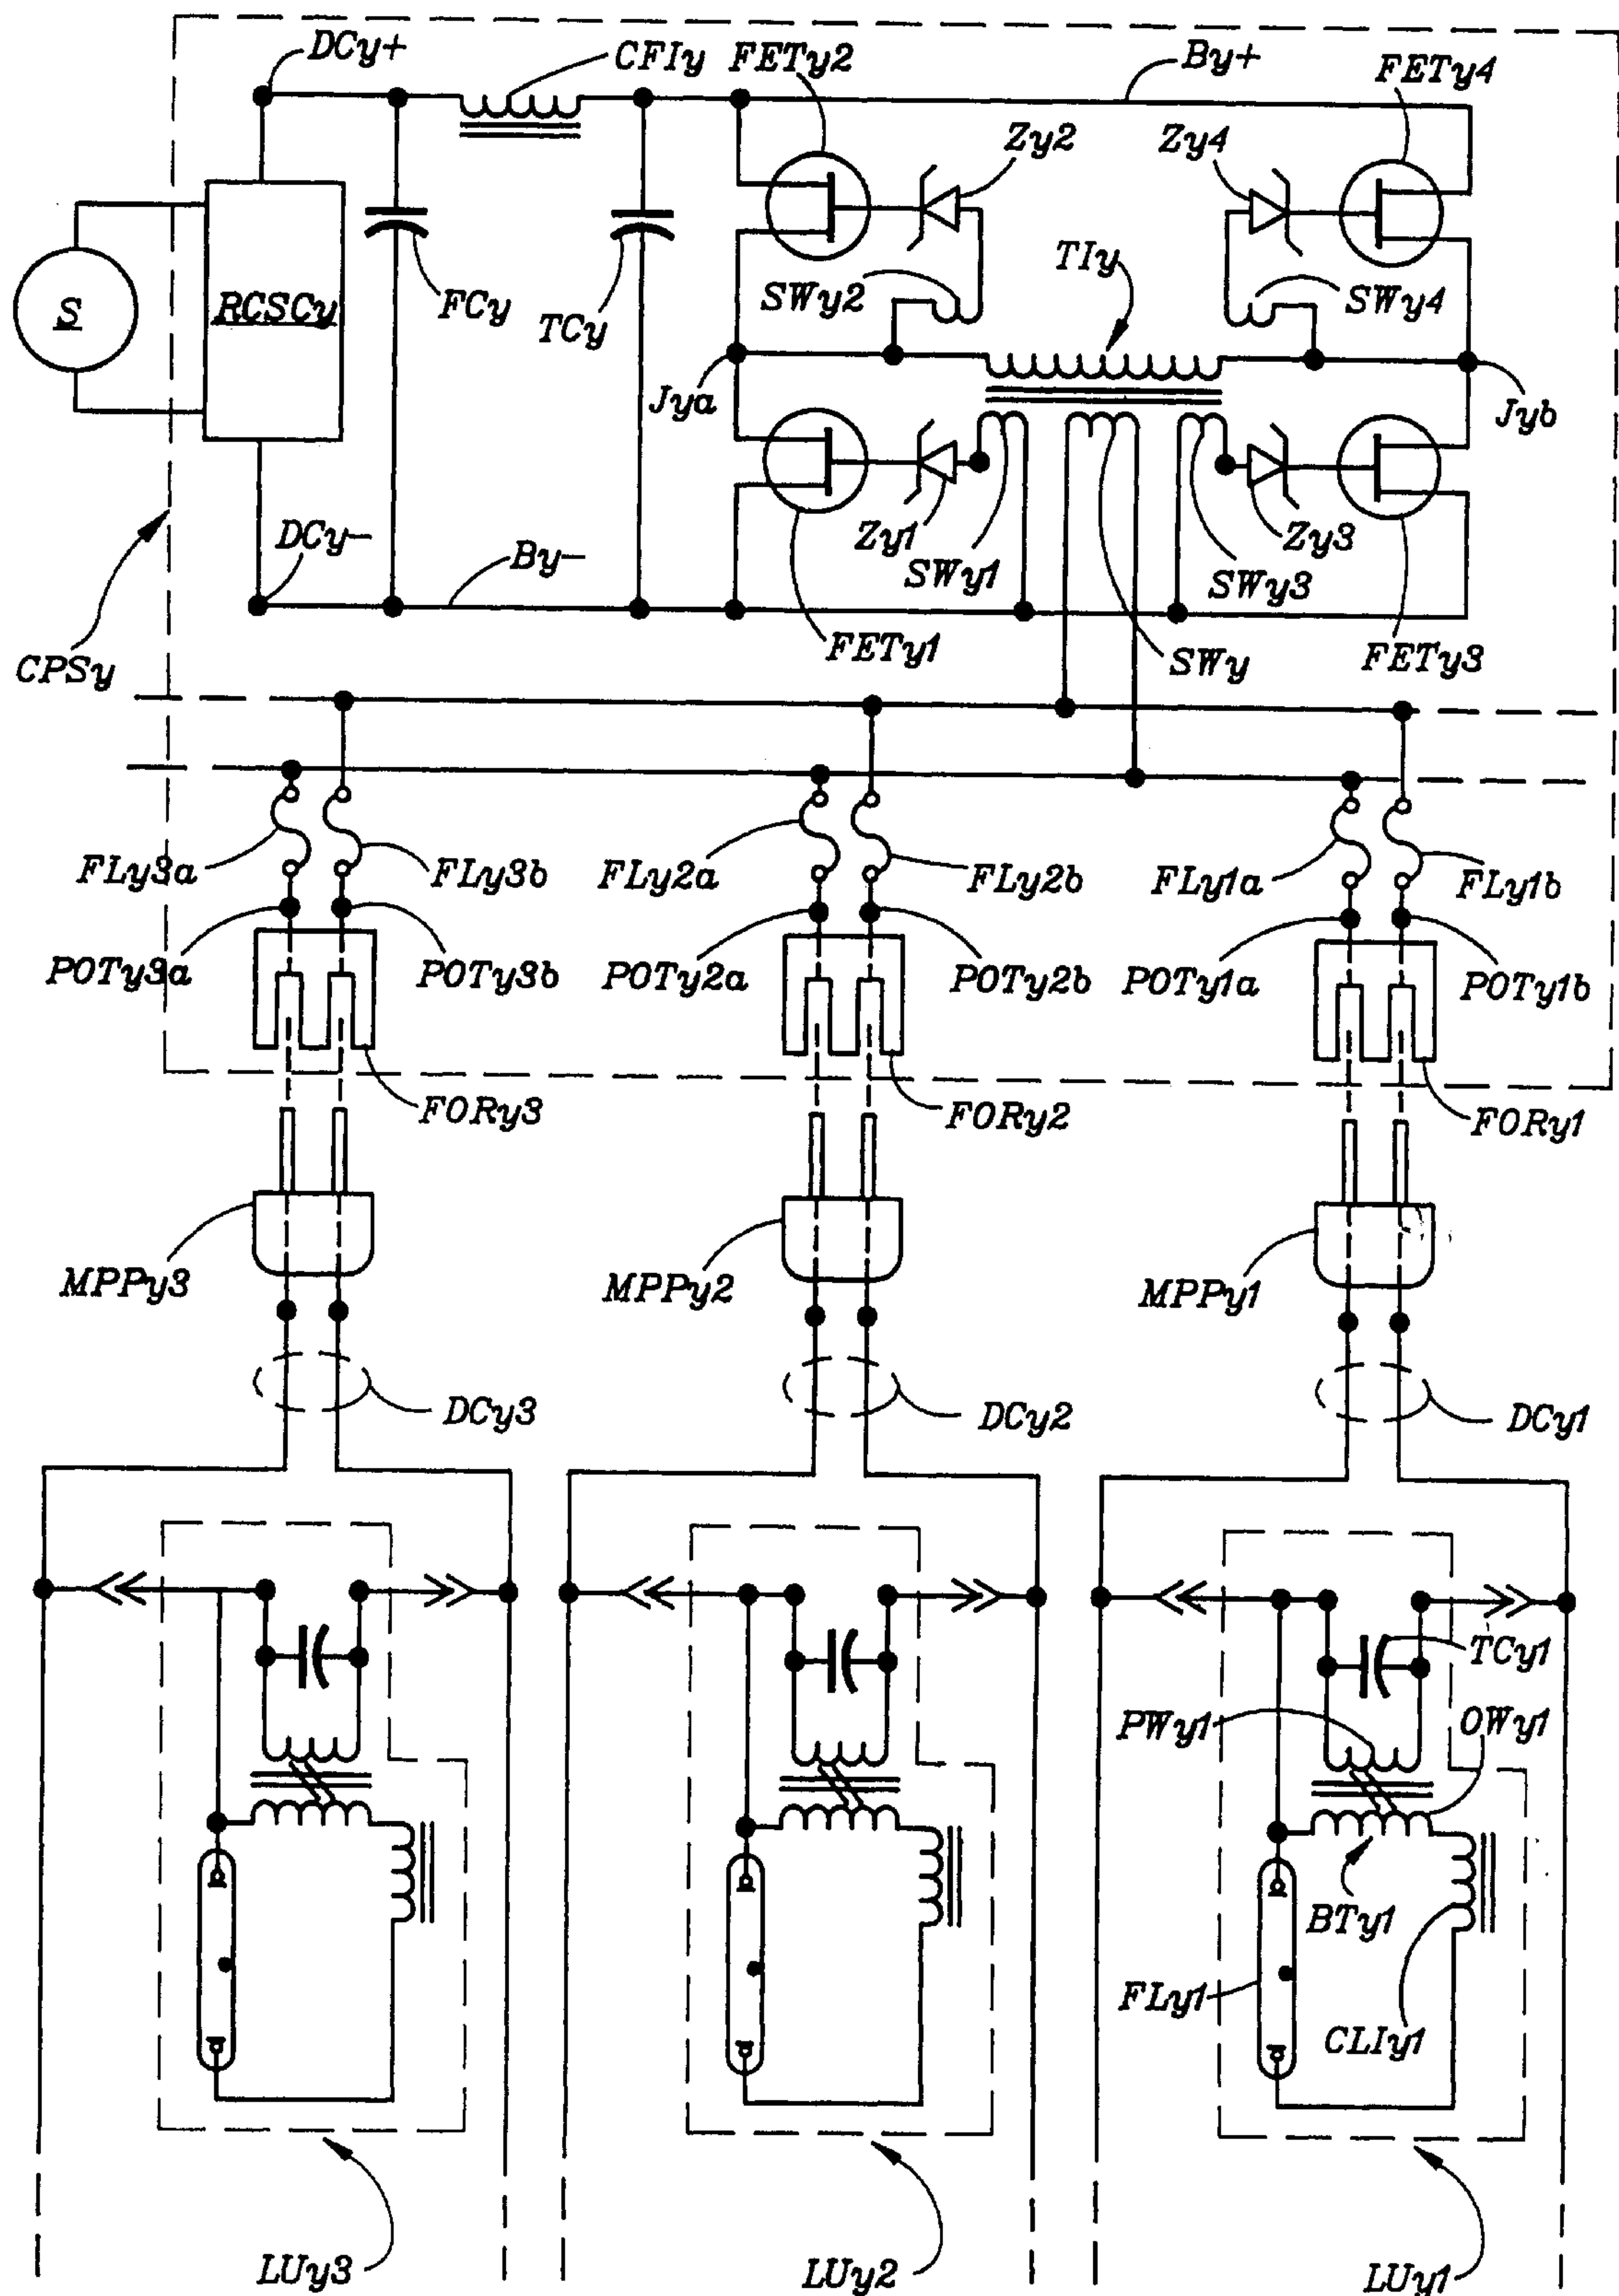 DCy+
CFIy
FETy2
By+
FETy4
Zy2
Zy4
S
RCSCy
FCy
TCy
SWy2
TIy
SWy4
Jya
Jyb
DCy-
By-
Zy1
SWy1
Zy3
SWy3
CPSy
FETy1
SWy
FETy3
FLy3a
FLy3b
FLy2a
FLy2b
FLy1a
FLy1b
POTy3a
POTy3b
POTy2a
POTy2b
POTy1a
POTy1b
FORy3
FORy2
FORy1
MPPy3
MPPy2
MPPy1
DCy3
DCy2
DCy1
TCy1
PWy1
OWy1
BTy1
FLy1
CLIy1
LUy3
LUy2
LUy1